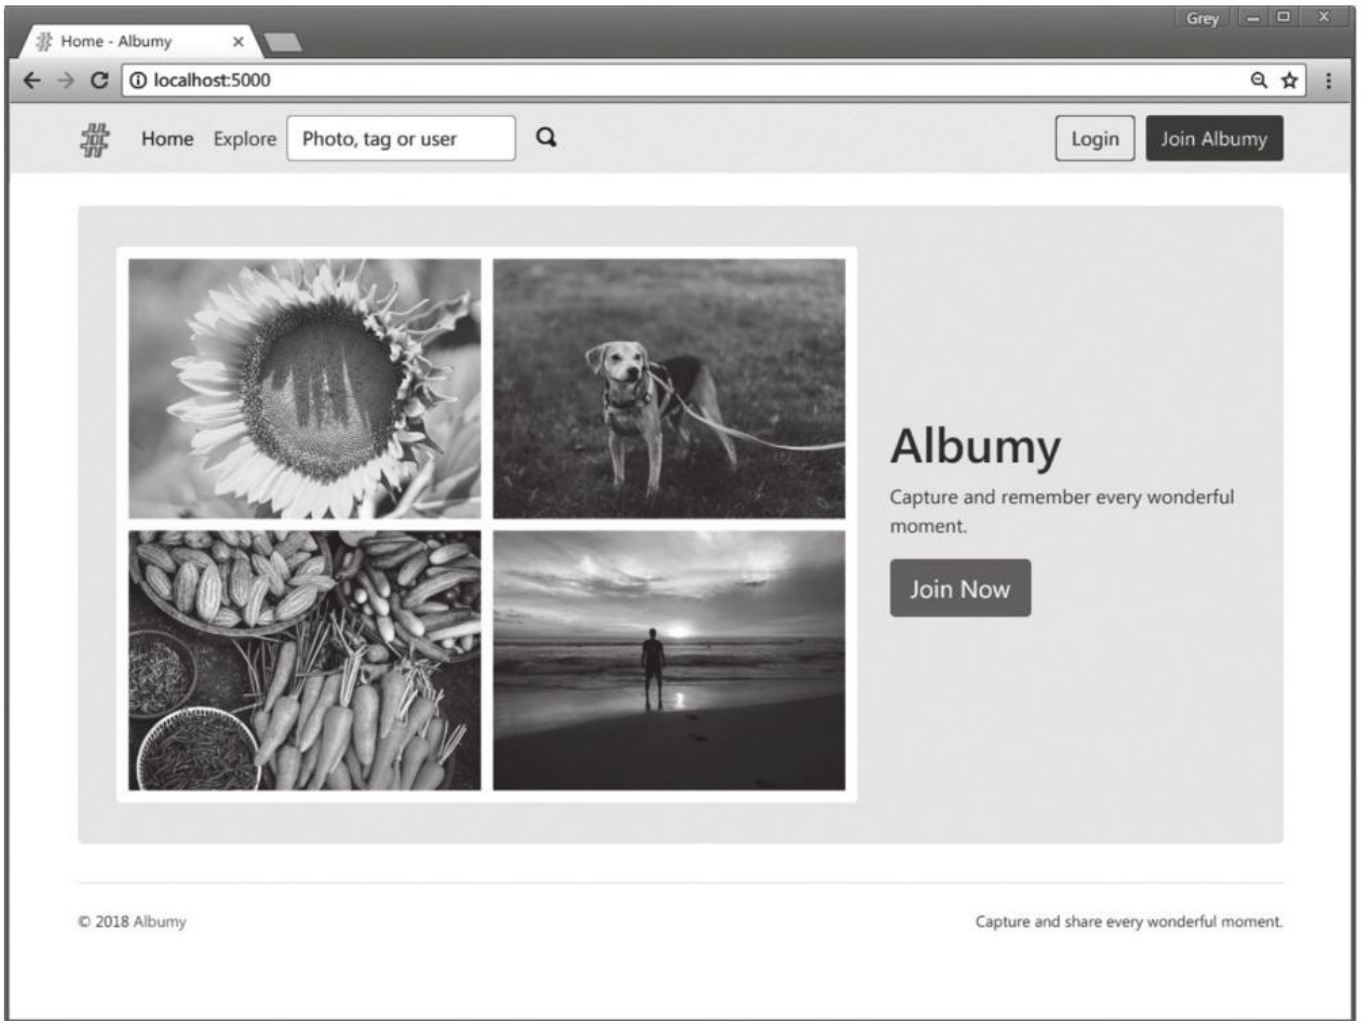 Grey
Home - Albumy
localhost:5000
Home Explore Photo, tag or user Login Join Albumy
Albumy
Capture and remember every wonderful
moment.
Join Now
© 2018 Albumy Capture and share every wonderful moment.